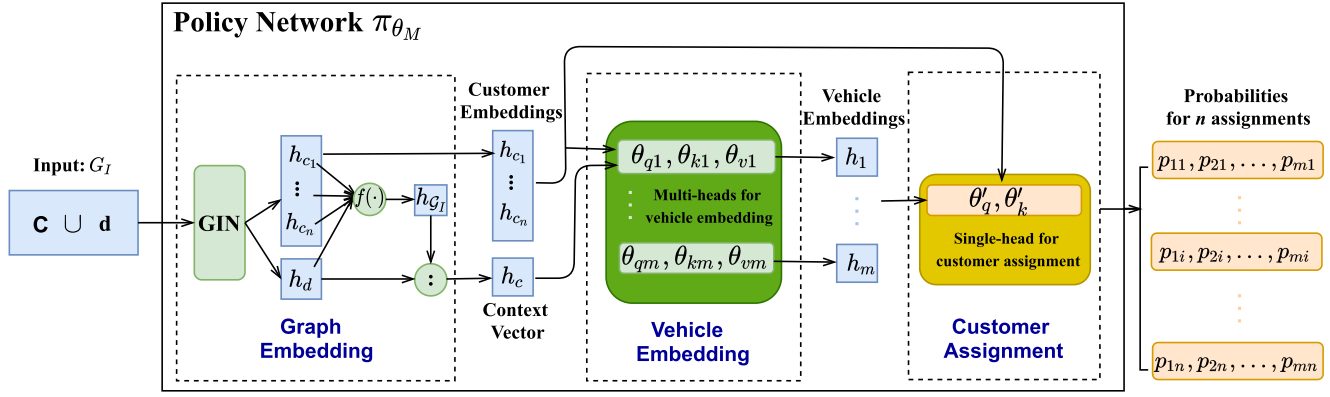 Policy Network π_{θ_M}
Input: G_I
C ∪ d
GIN
h_{c_1}
⋮
h_{c_n}
h_d
f(·)
h_{𝒢_I}
:
Graph
Embedding
Customer
Embeddings
h_{c_1}
⋮
h_{c_n}
h_c
Context
Vector
θ_{q1}, θ_{k1}, θ_{v1}
Multi-heads for
vehicle embedding
θ_{qm}, θ_{km}, θ_{vm}
Vehicle
Embedding
Vehicle
Embeddings
h_1
⋮
h_m
θ'_q, θ'_k
Single-head for
customer assignment
Customer
Assignment
Probabilities
for n assignments
p_{11}, p_{21}, . . . , p_{m1}
⋮
p_{1i}, p_{2i}, . . . , p_{mi}
⋮
p_{1n}, p_{2n}, . . . , p_{mn}